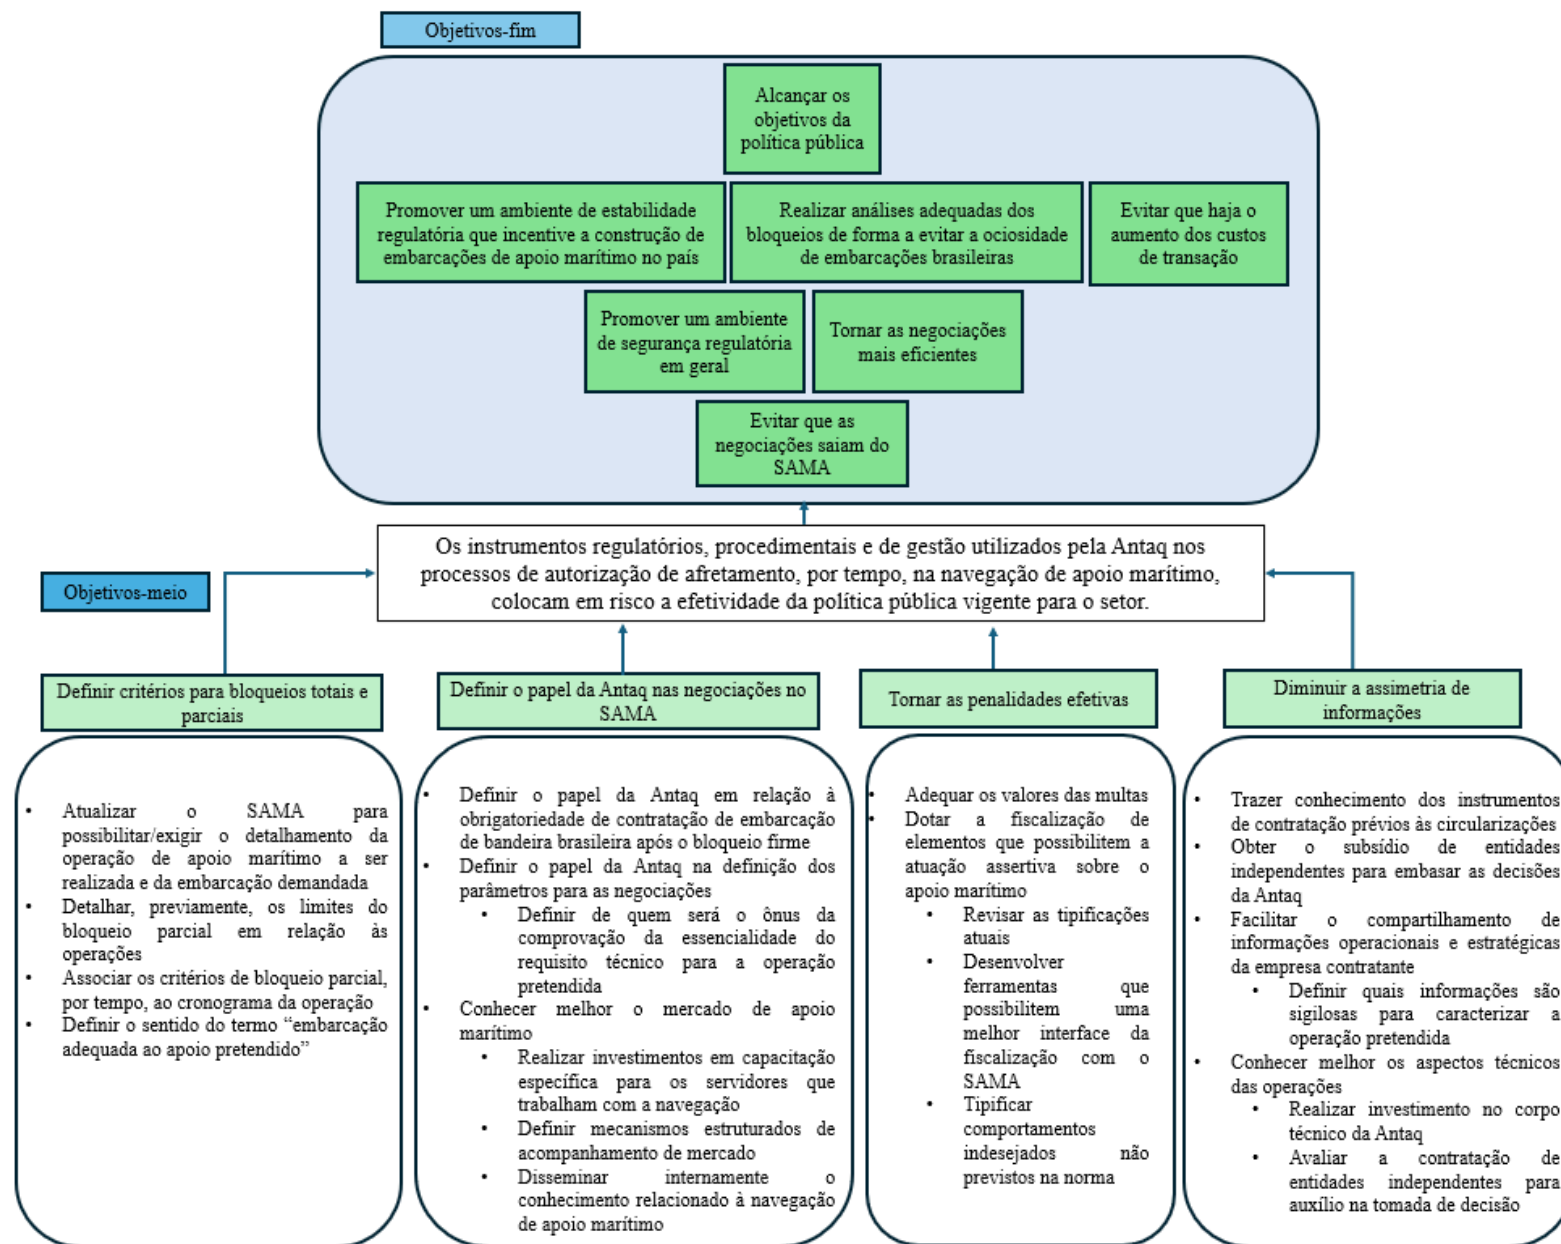 Objetivos-fim
Alcançar os
objetivos da
política pública
Promover um ambiente de estabilidade
regulatória que incentive a construção de
embarcações de apoio marítimo no país
Realizar análises adequadas dos
bloqueios de forma a evitar a ociosidade
de embarcações brasileiras
Evitar que haja o
aumento dos custos
de transação
Promover um ambiente
de segurança regulatória
em geral
Tornar as negociações
mais eficientes
Evitar que as
negociações saiam do
SAMA
Os instrumentos regulatórios, procedimentais e de gestão utilizados pela Antaq nos
processos de autorização de afretamento, por tempo, na navegação de apoio marítimo,
colocam em risco a efetividade da política pública vigente para o setor.
Objetivos-meio
Definir critérios para bloqueios totais e
parciais
• Atualizar o SAMA para
possibilitar/exigir o detalhamento da
operação de apoio marítimo a ser
realizada e da embarcação demandada
• Detalhar, previamente, os limites do
bloqueio parcial em relação às
operações
• Associar os critérios de bloqueio parcial,
por tempo, ao cronograma da operação
• Definir o sentido do termo “embarcação
adequada ao apoio pretendido”
Definir o papel da Antaq nas negociações no
SAMA
• Definir o papel da Antaq em relação à
obrigatoriedade de contratação de embarcação
de bandeira brasileira após o bloqueio firme
• Definir o papel da Antaq na definição dos
parâmetros para as negociações
• Definir de quem será o ônus da
comprovação da essencialidade do
requisito técnico para a operação
pretendida
• Conhecer melhor o mercado de apoio
marítimo
• Realizar investimentos em capacitação
específica para os servidores que
trabalham com a navegação
• Definir mecanismos estruturados de
acompanhamento de mercado
• Disseminar internamente o
conhecimento relacionado à navegação
de apoio marítimo
Tornar as penalidades efetivas
• Adequar os valores das multas
• Dotar a fiscalização de
elementos que possibilitem a
atuação assertiva sobre o
apoio marítimo
• Revisar as tipificações
atuais
• Desenvolver
ferramentas que
possibilitem uma
melhor interface da
fiscalização com o
SAMA
• Tipificar
comportamentos
indesejados não
previstos na norma
Diminuir a assimetria de
informações
• Trazer conhecimento dos instrumentos
de contratação prévios às circularizações
• Obter o subsídio de entidades
independentes para embasar as decisões
da Antaq
• Facilitar o compartilhamento de
informações operacionais e estratégicas
da empresa contratante
• Definir quais informações são
sigilosas para caracterizar a
operação pretendida
• Conhecer melhor os aspectos técnicos
das operações
• Realizar investimento no corpo
técnico da Antaq
• Avaliar a contratação de
entidades independentes para
auxílio na tomada de decisão